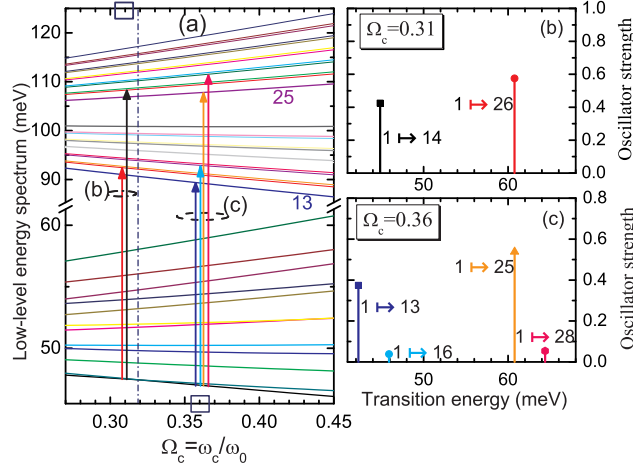 (a)
Low-level energy spectrum (meV)
120
110
100
90
60
50
25
13
(b)
(c)
0.30
0.35
0.40
0.45
Ωc=ωc/ω0
(b)
Ωc=0.31
1 ↦ 14
1 ↦ 26
50
60
1.0
0.8
0.6
0.4
0.2
0.0
Oscillator strength
(c)
Ωc=0.36
1 ↦ 13
1 ↦ 16
1 ↦ 25
1 ↦ 28
50
60
0.8
0.6
0.4
0.2
0.0
Oscillator strength
Transition energy (meV)